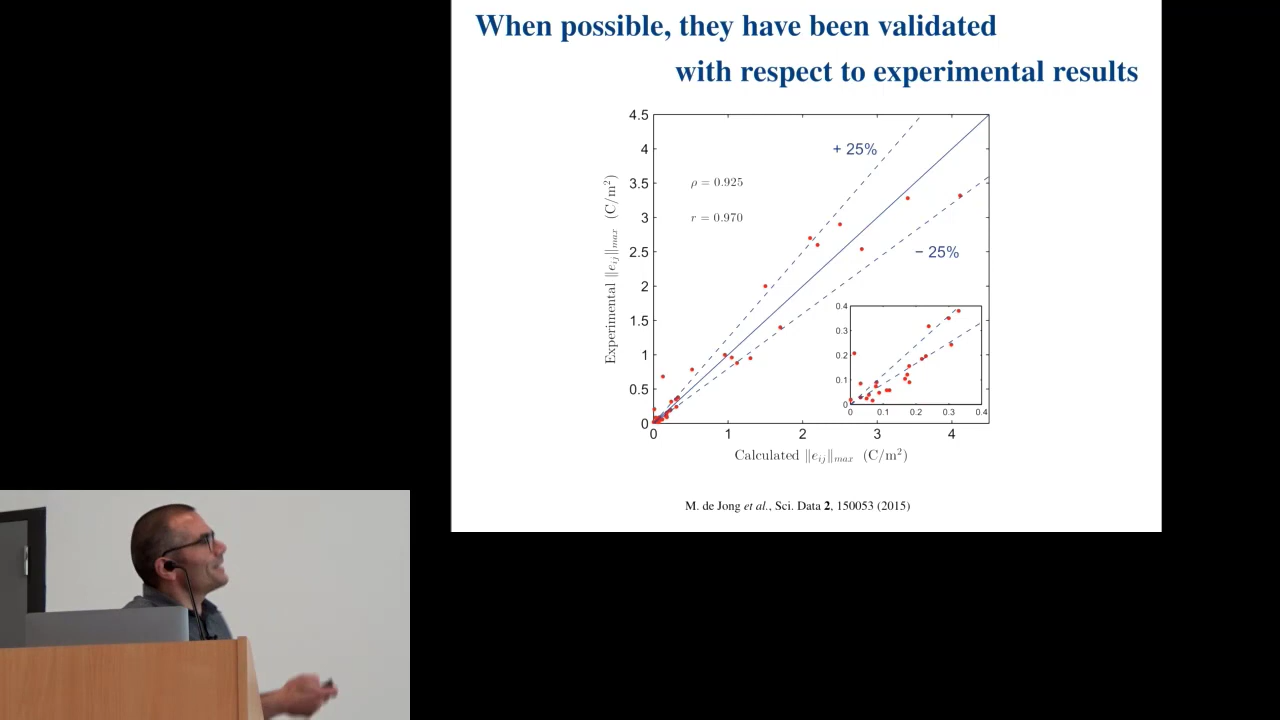 When possible, they have been validated
with respect to experimental results
4.5
4
3.5
3
2.5
2
1.5
1
0.5
0
+ 25%
ρ = 0.925
r = 0.970
− 25%
Experimental ‖e_ij‖_max (C/m²)
0.4
0.3
0.2
0.1
0
0 0.1 0.2 0.3 0.4
0 1 2 3 4
Calculated ‖e_ij‖_max (C/m²)
M. de Jong et al., Sci. Data 2, 150053 (2015)